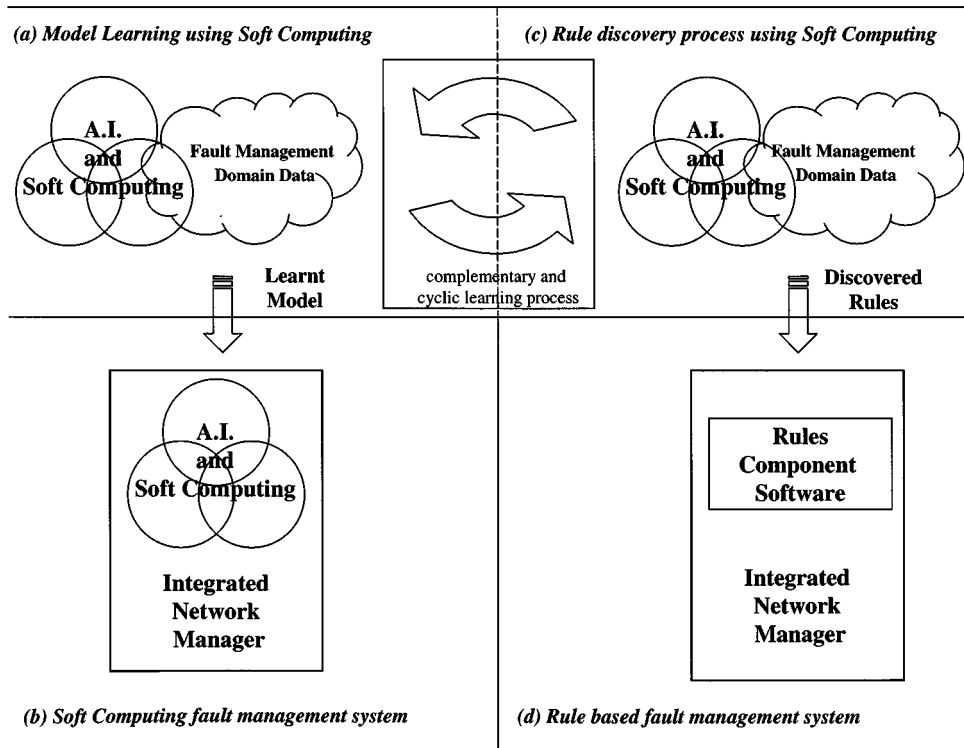 (a) Model Learning using Soft Computing
A.I.
and
Soft Computing
Fault Management
Domain Data
Learnt
Model
complementary and
cyclic learning process
(c) Rule discovery process using Soft Computing
A.I.
and
Soft Computing
Fault Management
Domain Data
Discovered
Rules
A.I.
and
Soft Computing
Integrated
Network
Manager
(b) Soft Computing fault management system
Rules
Component
Software
Integrated
Network
Manager
(d) Rule based fault management system